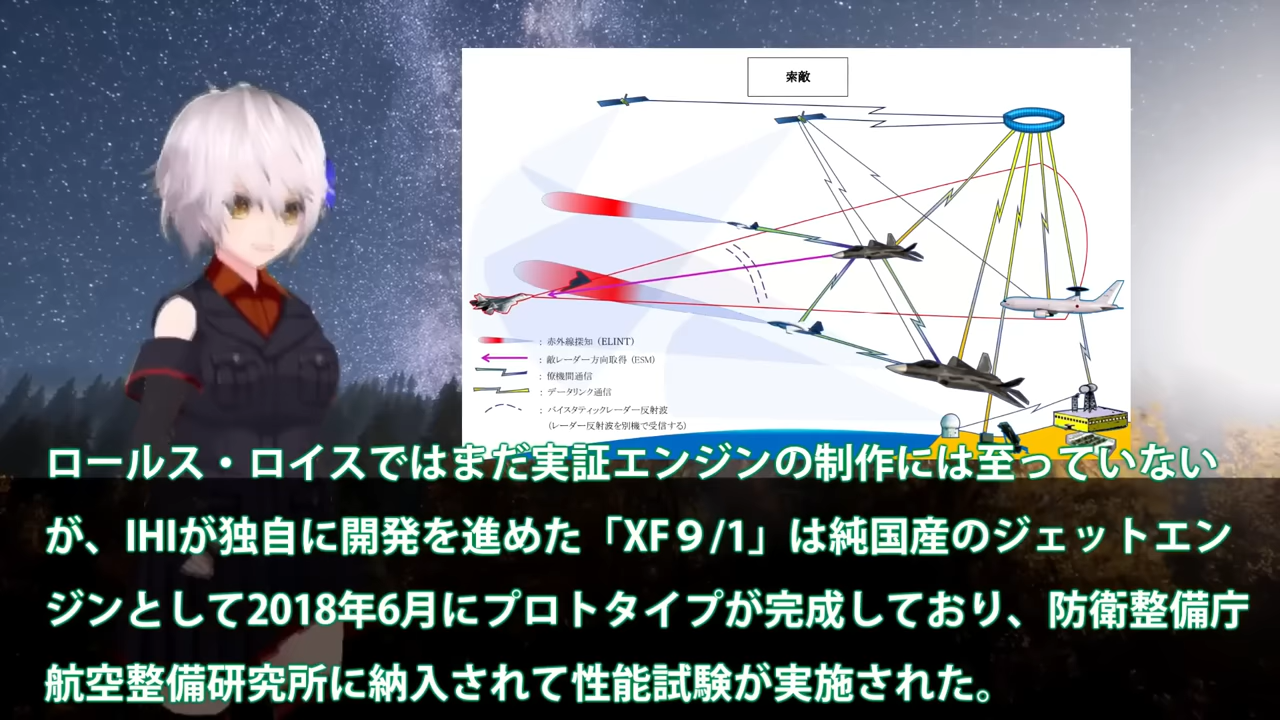 索敵
: 赤外線探知 (ELINT)
: 敵レーダー方向取得 (ESM)
: 僚機間通信
: データリンク通信
: バイスタティックレーダー反射波
(レーダー反射波を別機で受信する)
ロールス・ロイスではまだ実証エンジンの制作には至っていない
が、IHIが独自に開発を進めた「XF９/1」は純国産のジェットエン
ジンとして2018年6月にプロトタイプが完成しており、防衛整備庁
航空整備研究所に納入されて性能試験が実施された。